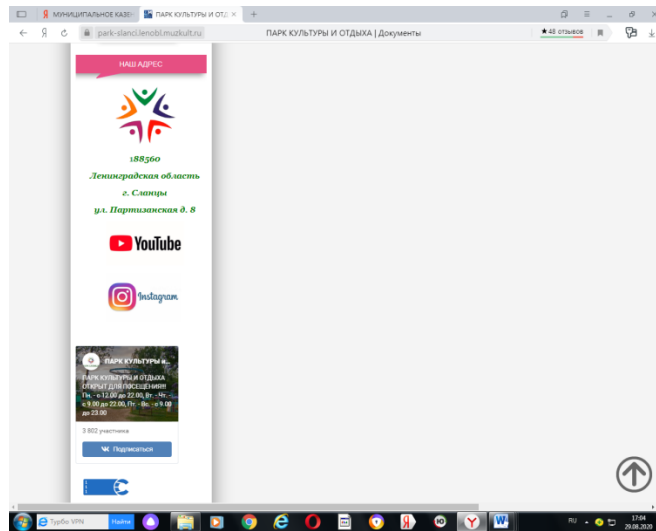 МУНИЦИПАЛЬНОЕ КАЗЕН
ПАРК КУЛЬТУРЫ И ОТД
park-slanci.lenobl.muzkult.ru
ПАРК КУЛЬТУРЫ И ОТДЫХА | Документы
48 отзывов
НАШ АДРЕС
188560
Ленинградская область
г. Сланцы
ул. Партизанская д. 8
YouTube
Instagram
ПАРК КУЛЬТУРЫ и...
ПАРК КУЛЬТУРЫ И ОТДЫХА
ОТКРЫТ ДЛЯ ПОСЕЩЕНИЯ!!!
Пн. - с 12.00 до 22.00, Вт. - Чт. -
с 9.00 до 22.00, Пт. - Вс. - с 9.00
до 23.00
3 802 участника
Подписаться
Турбо VPN
Найти
RU
17:04
29.08.2020